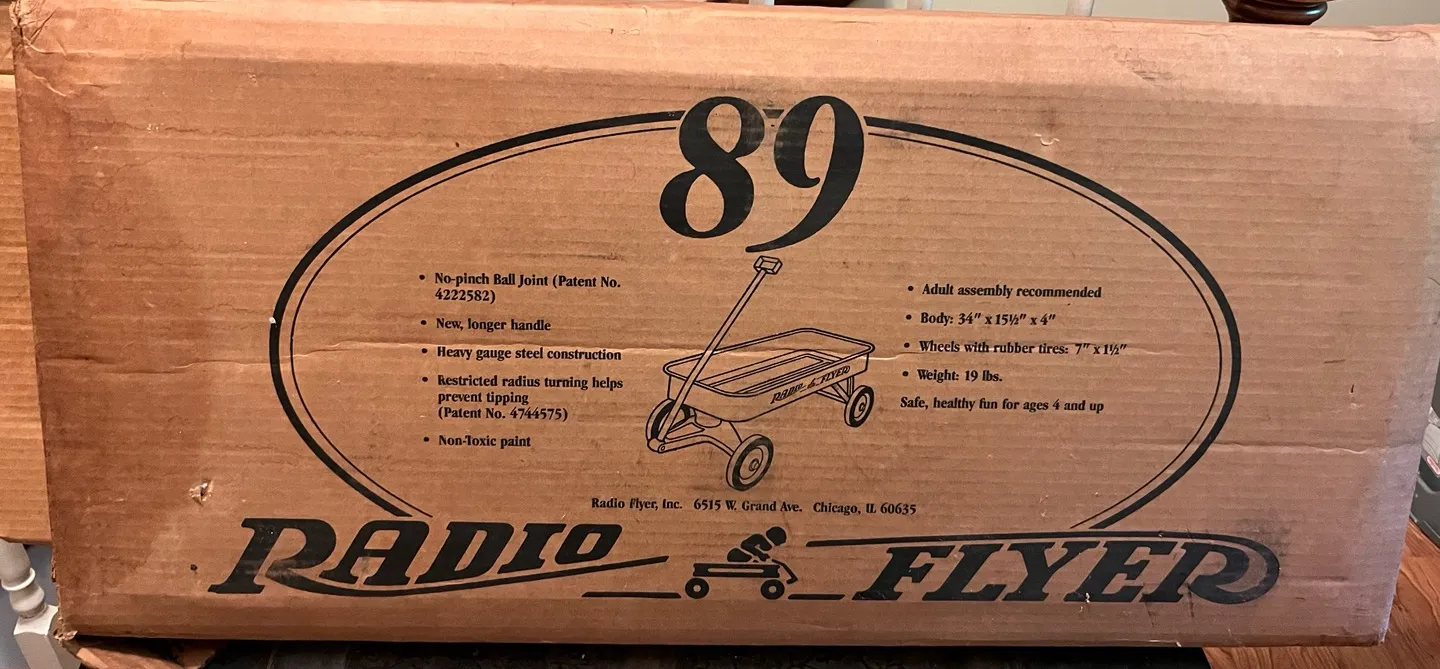 89
• No-pinch Ball Joint (Patent No.
4222582)
• New, longer handle
• Heavy gauge steel construction
• Restricted radius turning helps
prevent tipping
(Patent No. 4744575)
• Non-Toxic paint
• Adult assembly recommended
• Body: 34" x 15½" x 4"
• Wheels with rubber tires: 7" x 1½"
• Weight: 19 lbs.
Safe, healthy fun for ages 4 and up
RADIO FLYER
Radio Flyer, Inc. 6515 W. Grand Ave. Chicago, IL 60635
RADIO FLYER